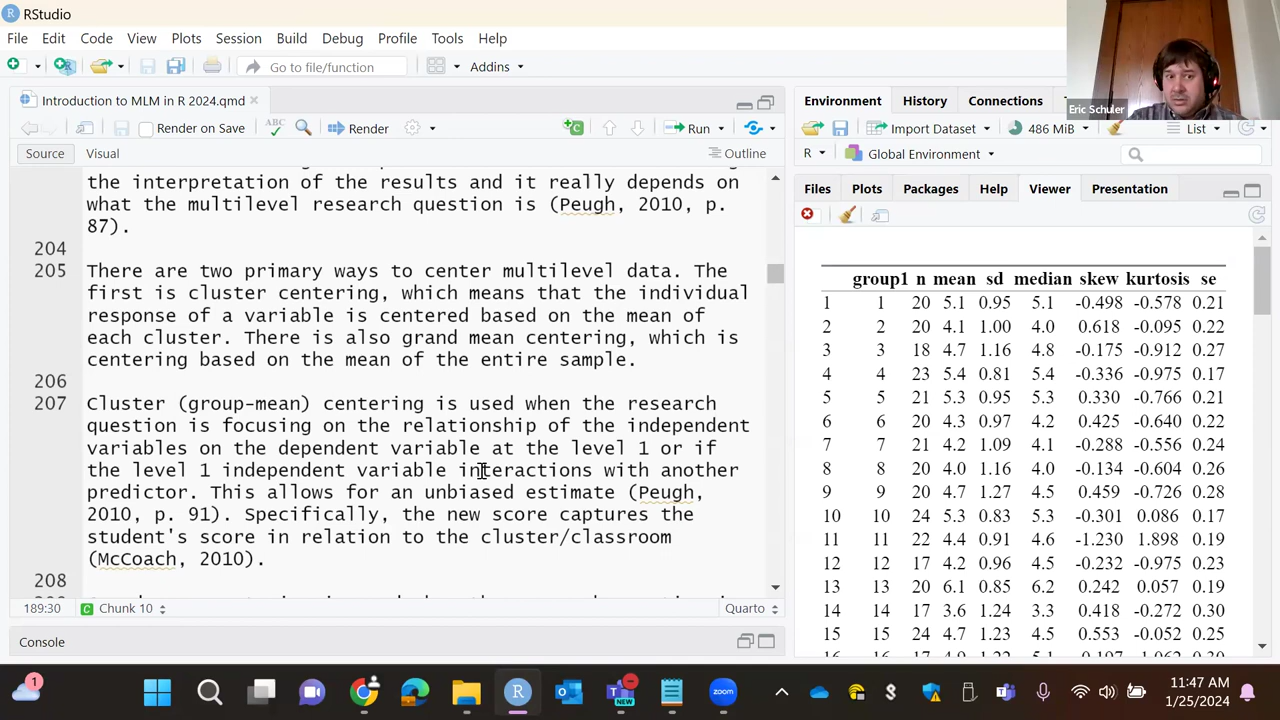 RStudio
File Edit Code View Plots Session Build Debug Profile Tools Help
Go to file/function Addins
Eric Schuler
Introduction to MLM in R 2024.qmd
Environment History Connections
Render on Save ABC Render Run
Import Dataset 486 MiB List
Source Visual Outline
R Global Environment
the interpretation of the results and it really depends on
what the multilevel research question is (Peugh, 2010, p.
87).
204
205 There are two primary ways to center multilevel data. The
first is cluster centering, which means that the individual
response of a variable is centered based on the mean of
each cluster. There is also grand mean centering, which is
centering based on the mean of the entire sample.
206
207 Cluster (group-mean) centering is used when the research
question is focusing on the relationship of the independent
variables on the dependent variable at the level 1 or if
the level 1 independent variable interactions with another
predictor. This allows for an unbiased estimate (Peugh,
2010, p. 91). Specifically, the new score captures the
student's score in relation to the cluster/classroom
(McCoach, 2010).
208
189:30 Chunk 10 Quarto
Console
Files Plots Packages Help Viewer Presentation
group1 n mean sd median skew kurtosis se
1 1 20 5.1 0.95 5.1 -0.498 -0.578 0.21
2 2 20 4.1 1.00 4.0 0.618 -0.095 0.22
3 3 18 4.7 1.16 4.8 -0.175 -0.912 0.27
4 4 23 5.4 0.81 5.4 -0.336 -0.975 0.17
5 5 21 5.3 0.95 5.3 0.330 -0.766 0.21
6 6 20 4.3 0.97 4.2 0.425 -0.640 0.22
7 7 21 4.2 1.09 4.1 -0.288 -0.556 0.24
8 8 20 4.0 1.16 4.0 -0.134 -0.604 0.26
9 9 20 4.7 1.27 4.5 0.459 -0.726 0.28
10 10 24 5.3 0.83 5.3 -0.301 0.086 0.17
11 11 22 4.4 0.91 4.6 -1.230 1.898 0.19
12 12 17 4.2 0.96 4.5 -0.232 -0.975 0.23
13 13 20 6.1 0.85 6.2 0.242 0.057 0.19
14 14 17 3.6 1.24 3.3 0.418 -0.272 0.30
15 15 24 4.7 1.23 4.5 0.553 -0.052 0.25
1 NEW zoom
11:47 AM
1/25/2024